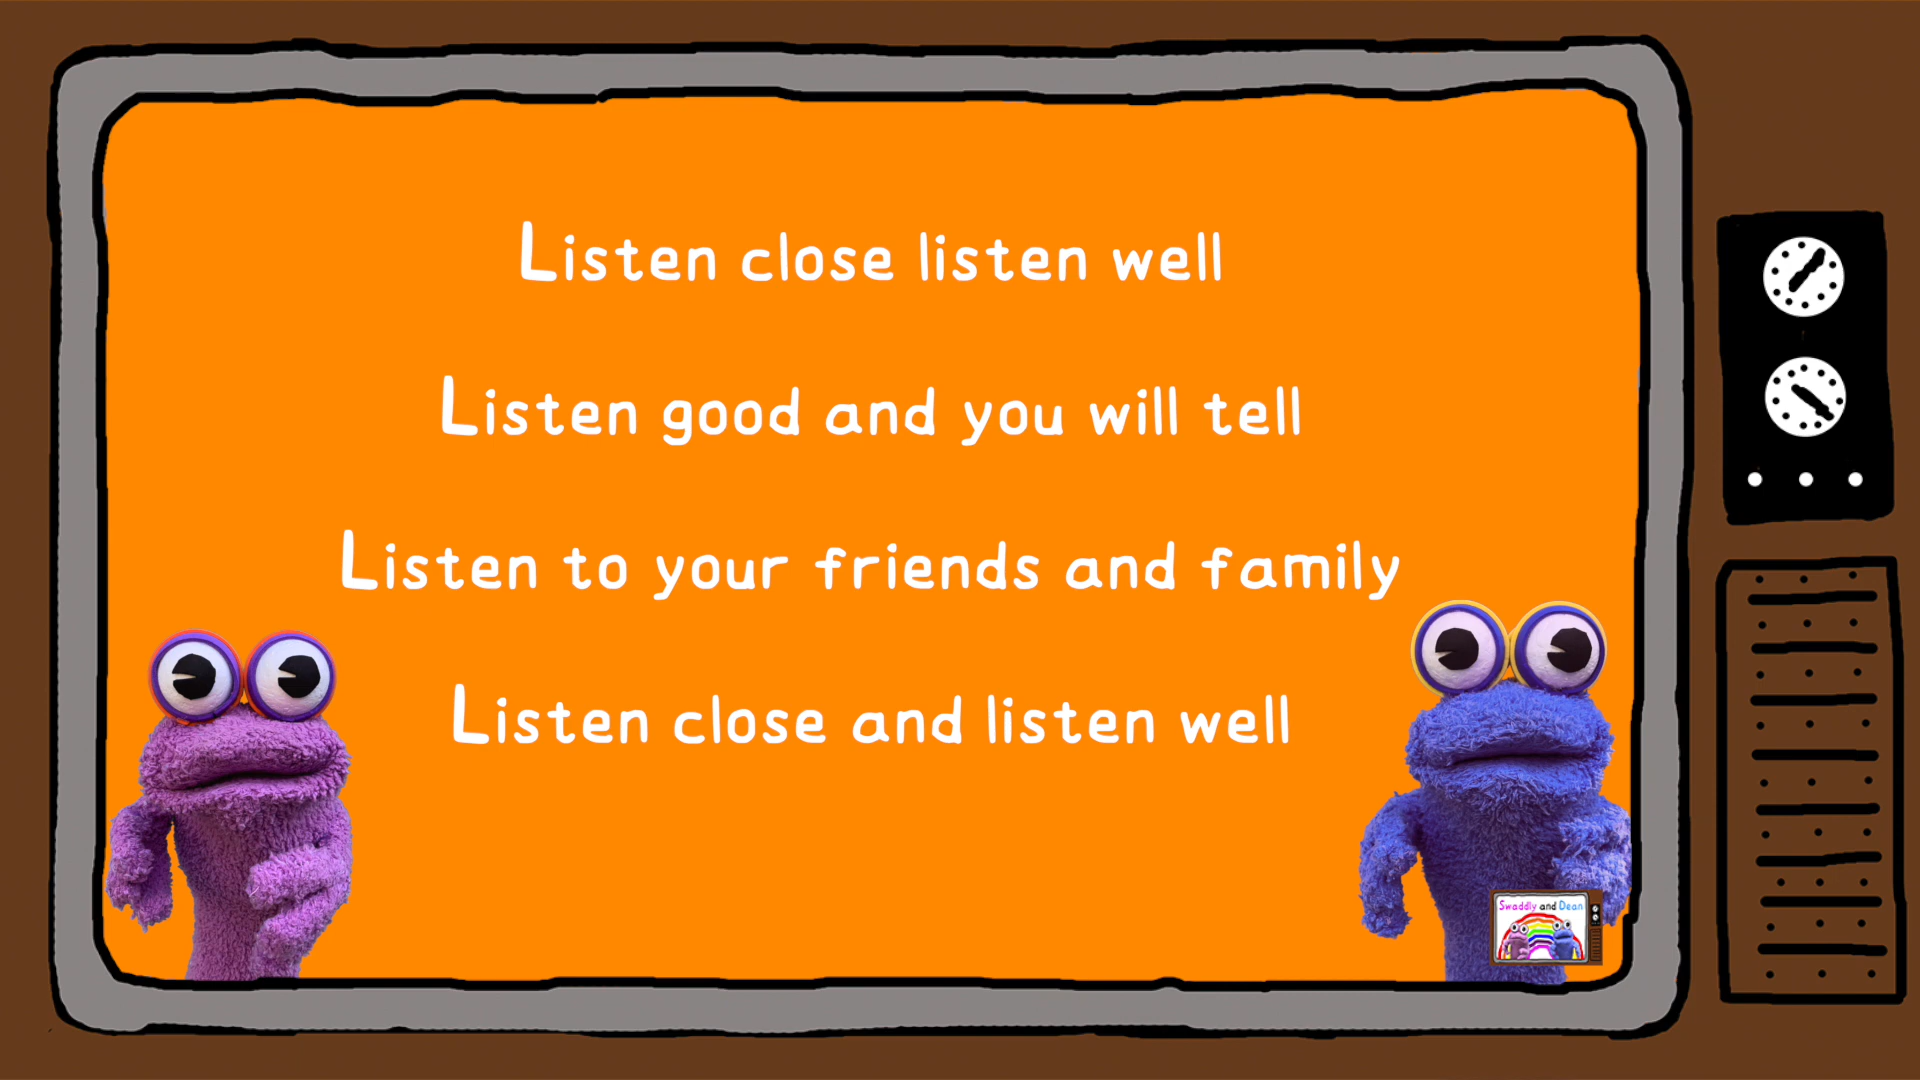 Listen close listen well
Listen good and you will tell
Listen to your friends and family
Listen close and listen well
Swaddly and Dean